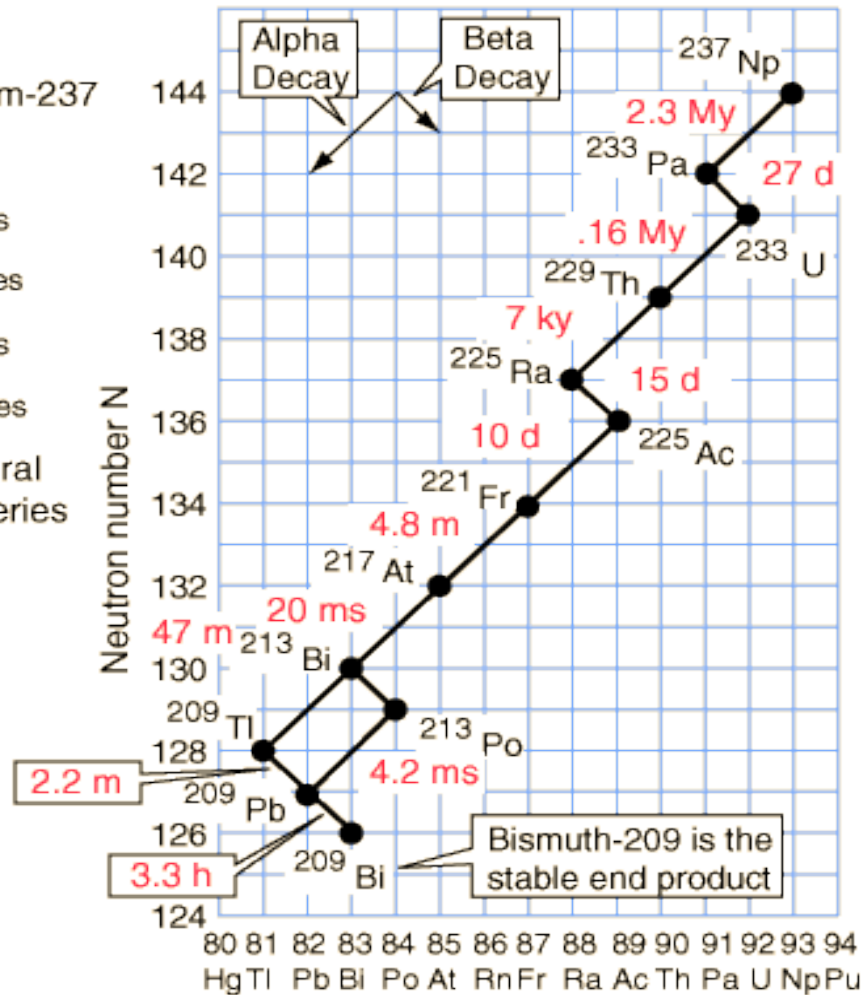 m-237
s
es
s
es
ral
eries
Alpha
Decay
Beta
Decay
237 Np
144
2.3 My
233 Pa
142
27 d
.16 My
233 U
140
229 Th
7 ky
138
225 Ra
15 d
136
10 d
225 Ac
221 Fr
134
4.8 m
217 At
132
20 ms
47 m
213 Bi
130
209 Tl
213 Po
128
2.2 m
4.2 ms
209 Pb
126
Bismuth-209 is the
stable end product
3.3 h
209 Bi
124
Neutron number N
80 81 82 83 84 85 86 87 88 89 90 91 92 93 94
Hg Tl Pb Bi Po At Rn Fr Ra Ac Th Pa U Np Pu